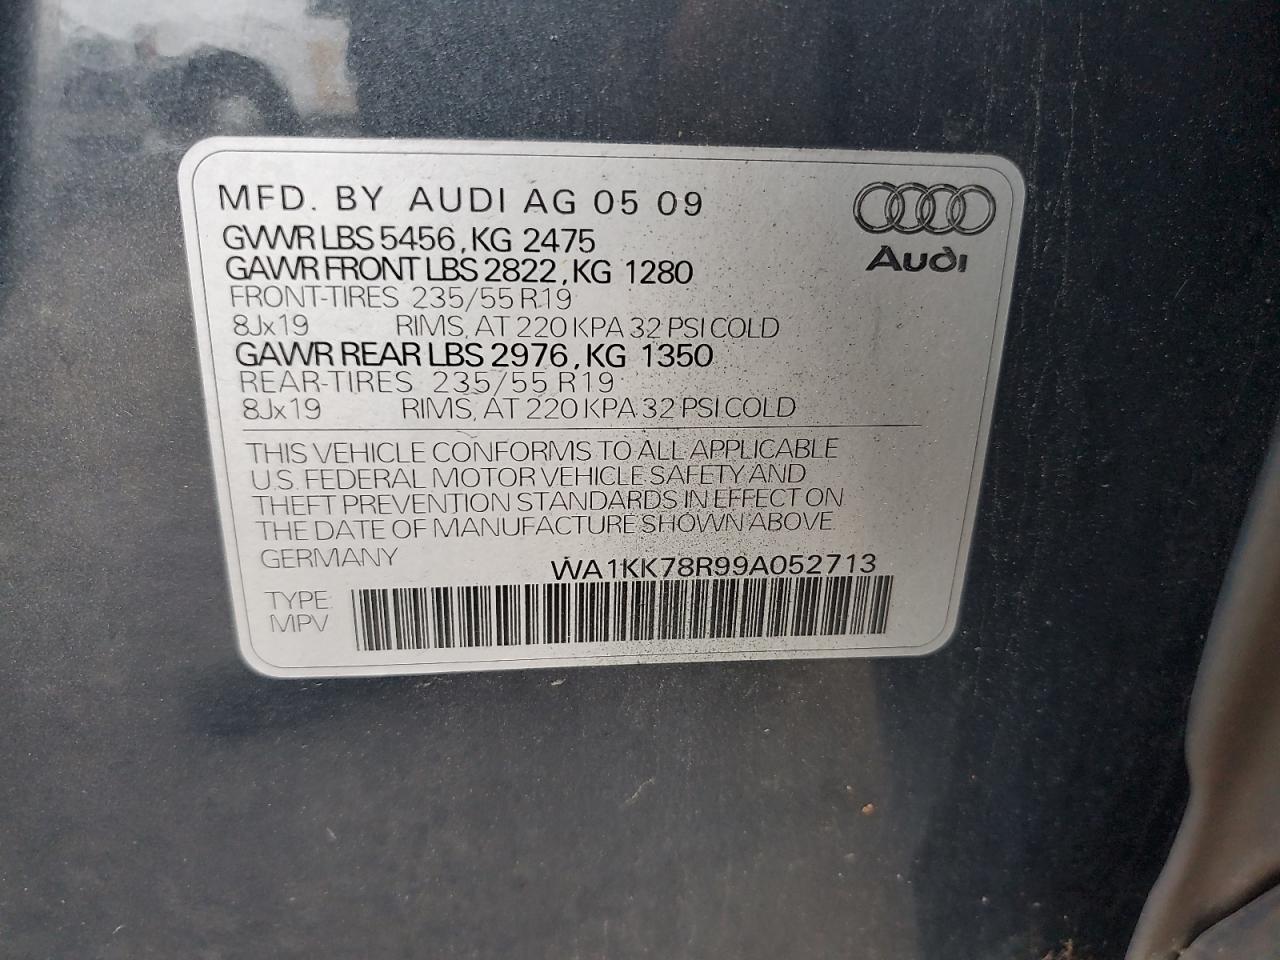 MFD. BY AUDI AG 05 09
Audi
GVWR LBS 5456, KG 2475
GAWR FRONT LBS 2822, KG 1280
FRONT-TIRES 235/55 R19
8Jx19 RIMS, AT 220 KPA 32 PSI COLD
GAWR REAR LBS 2976, KG 1350
REAR-TIRES 235/55 R19
8Jx19 RIMS, AT 220 KPA 32 PSI COLD
THIS VEHICLE CONFORMS TO ALL APPLICABLE
U.S. FEDERAL MOTOR VEHICLE SAFETY AND
THEFT PREVENTION STANDARDS IN EFFECT ON
THE DATE OF MANUFACTURE SHOWN ABOVE.
GERMANY WA1KK78R99A052713
TYPE:
MPV